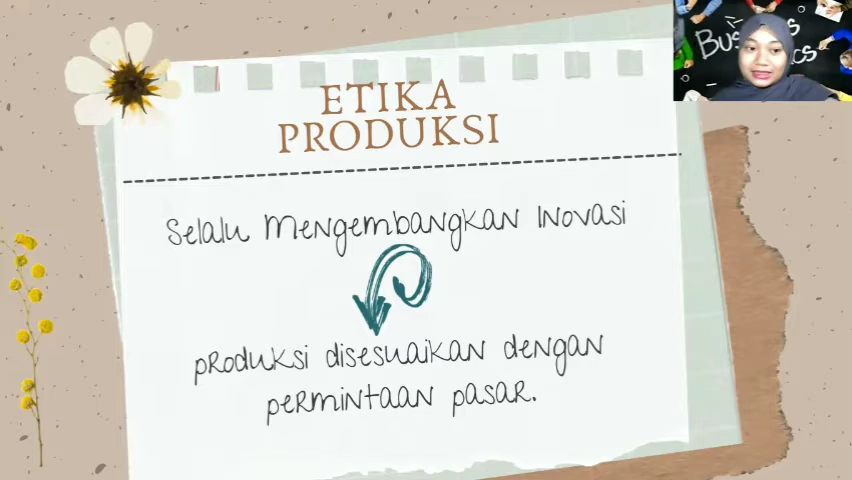 ETIKA
PRODUKSI
Selalu Mengembangkan Inovasi
produksi disesuaikan dengan
permintaan pasar.